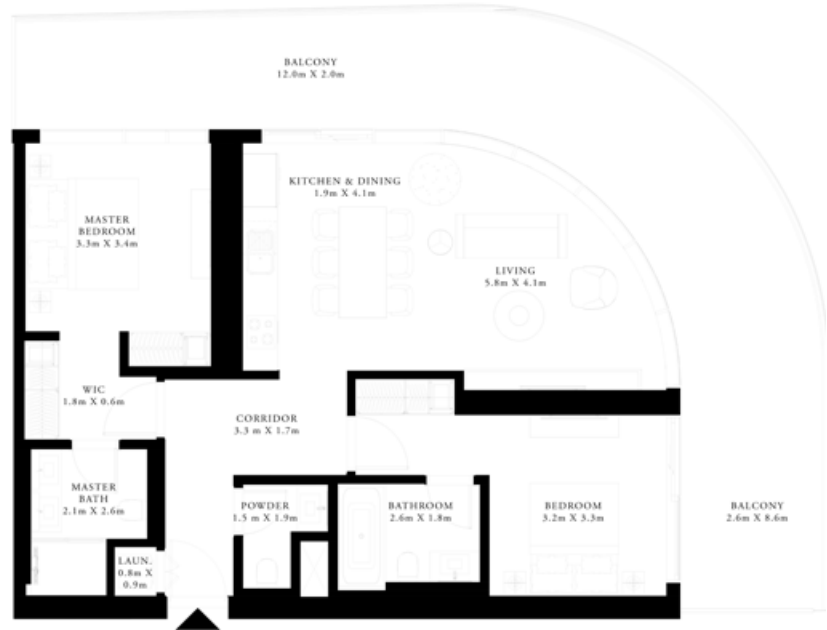 BALCONY
12.0m X 2.0m
KITCHEN & DINING
1.9m X 4.1m
MASTER
BEDROOM
3.3m X 3.4m
LIVING
5.8m X 4.1m
WIC
1.8m X 0.6m
CORRIDOR
3.3 m X 1.7m
MASTER
BATH
2.1m X 2.6m
POWDER
1.5 m X 1.9m
BATHROOM
2.6m X 1.8m
BEDROOM
3.2m X 3.3m
BALCONY
2.6m X 8.6m
LAUN.
0.8m X
0.9m